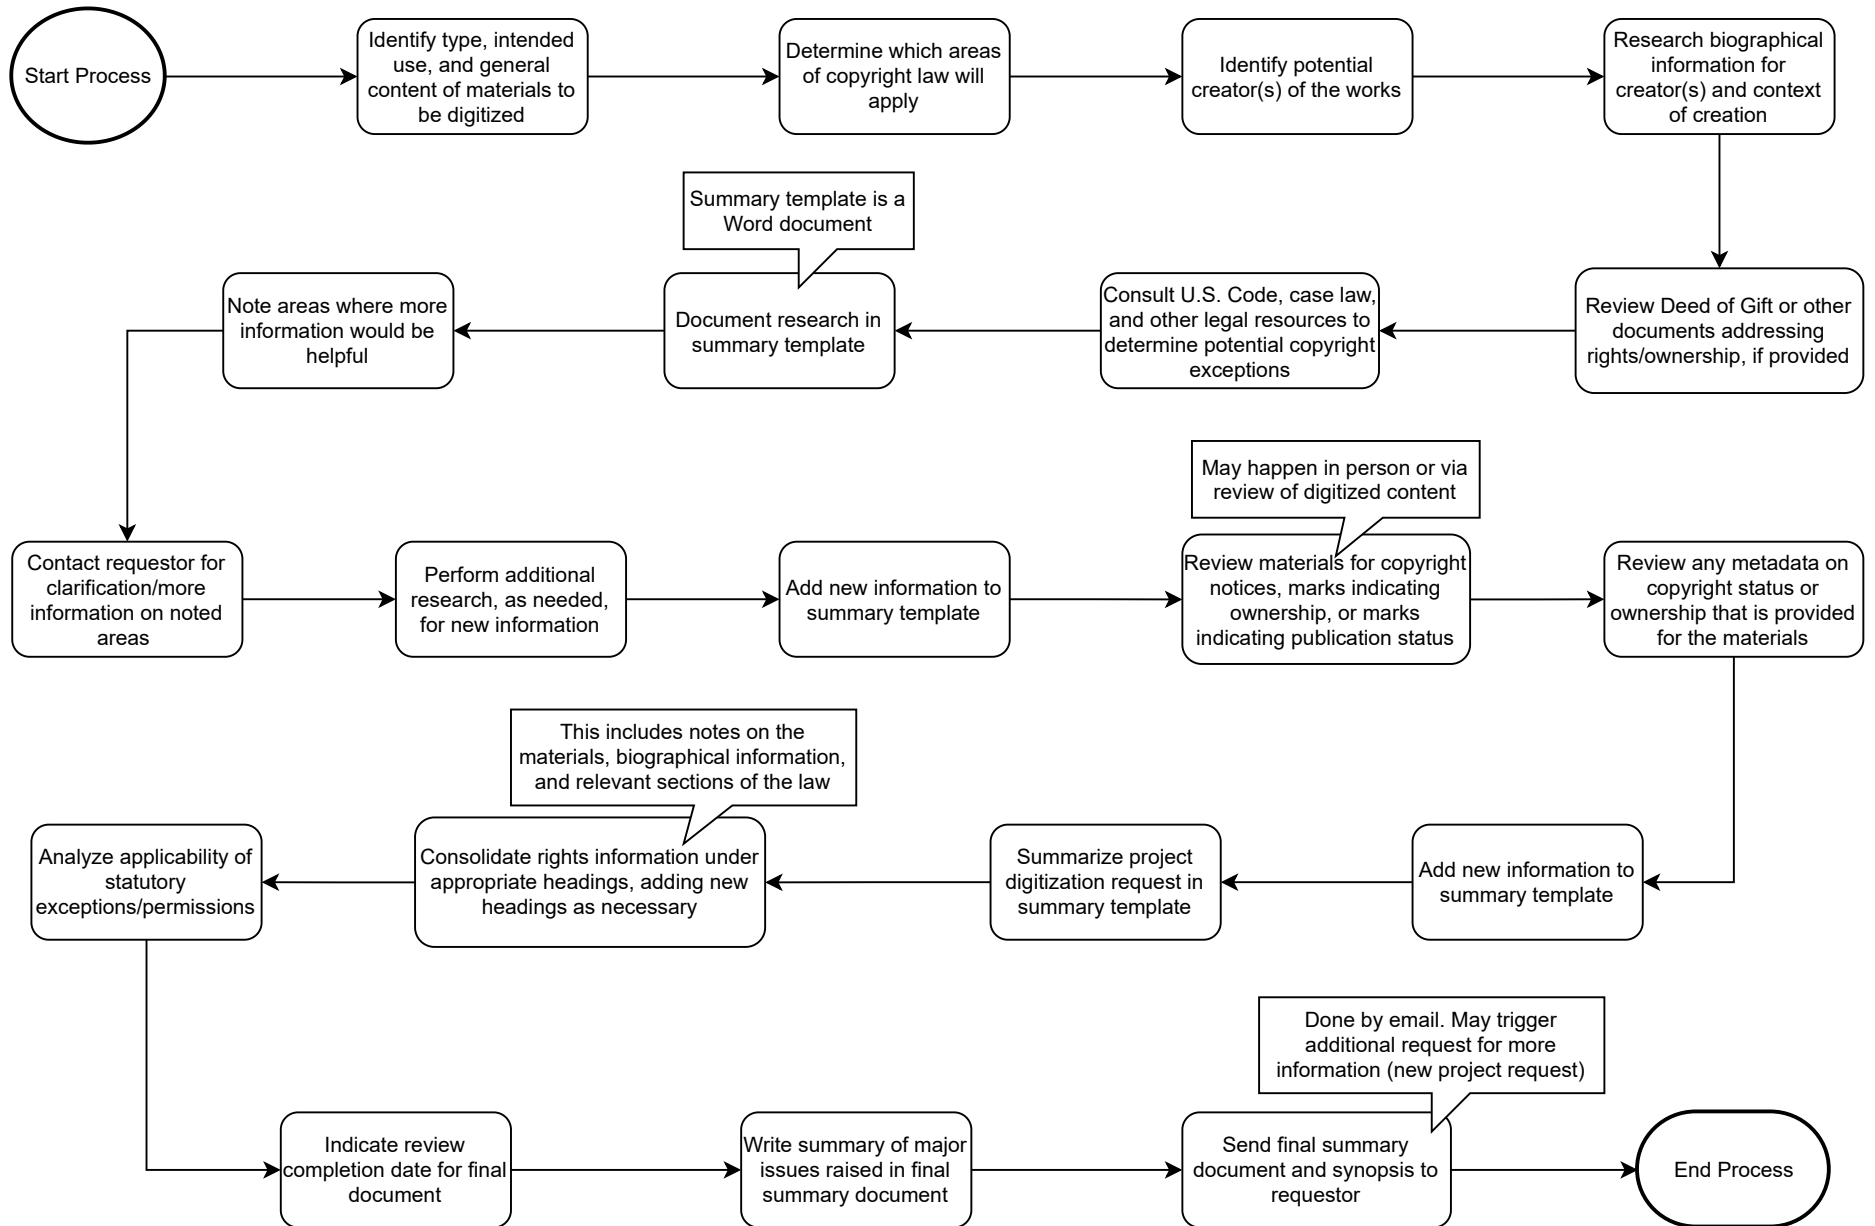 Start Process
Identify type, intended
use, and general
content of materials to
be digitized
Determine which areas
of copyright law will
apply
Identify potential
creator(s) of the works
Research biographical
information for
creator(s) and context
of creation
Review Deed of Gift or other
documents addressing
rights/ownership, if provided
Consult U.S. Code, case law,
and other legal resources to
determine potential copyright
exceptions
Summary template is a
Word document
Document research in
summary template
Note areas where more
information would be
helpful
Contact requestor for
clarification/more
information on noted
areas
Perform additional
research, as needed,
for new information
Add new information to
summary template
May happen in person or via
review of digitized content
Review materials for copyright
notices, marks indicating
ownership, or marks
indicating publication status
Review any metadata on
copyright status or
ownership that is provided
for the materials
Add new information to
summary template
Summarize project
digitization request in
summary template
This includes notes on the
materials, biographical information,
and relevant sections of the law
Consolidate rights information under
appropriate headings, adding new
headings as necessary
Analyze applicability of
statutory
exceptions/permissions
Indicate review
completion date for final
document
Write summary of major
issues raised in final
summary document
Done by email. May trigger
additional request for more
information (new project request)
Send final summary
document and synopsis to
requestor
End Process